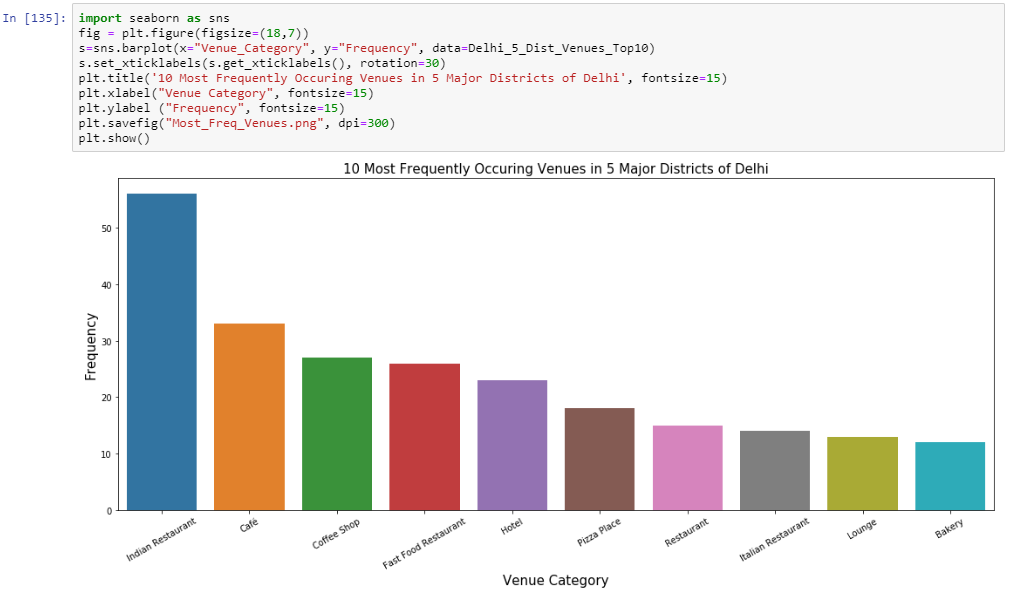 In [135]: import seaborn as sns
fig = plt.figure(figsize=(18,7))
s=sns.barplot(x="Venue_Category", y="Frequency", data=Delhi_5_Dist_Venues_Top10)
s.set_xticklabels(s.get_xticklabels(), rotation=30)
plt.title('10 Most Frequently Occuring Venues in 5 Major Districts of Delhi', fontsize=15)
plt.xlabel("Venue Category", fontsize=15)
plt.ylabel ("Frequency", fontsize=15)
plt.savefig("Most_Freq_Venues.png", dpi=300)
plt.show()
10 Most Frequently Occuring Venues in 5 Major Districts of Delhi
Frequency
50
40
30
20
10
0
Indian Restaurant
Café
Coffee Shop
Fast Food Restaurant
Hotel
Pizza Place
Restaurant
Italian Restaurant
Lounge
Bakery
Venue Category